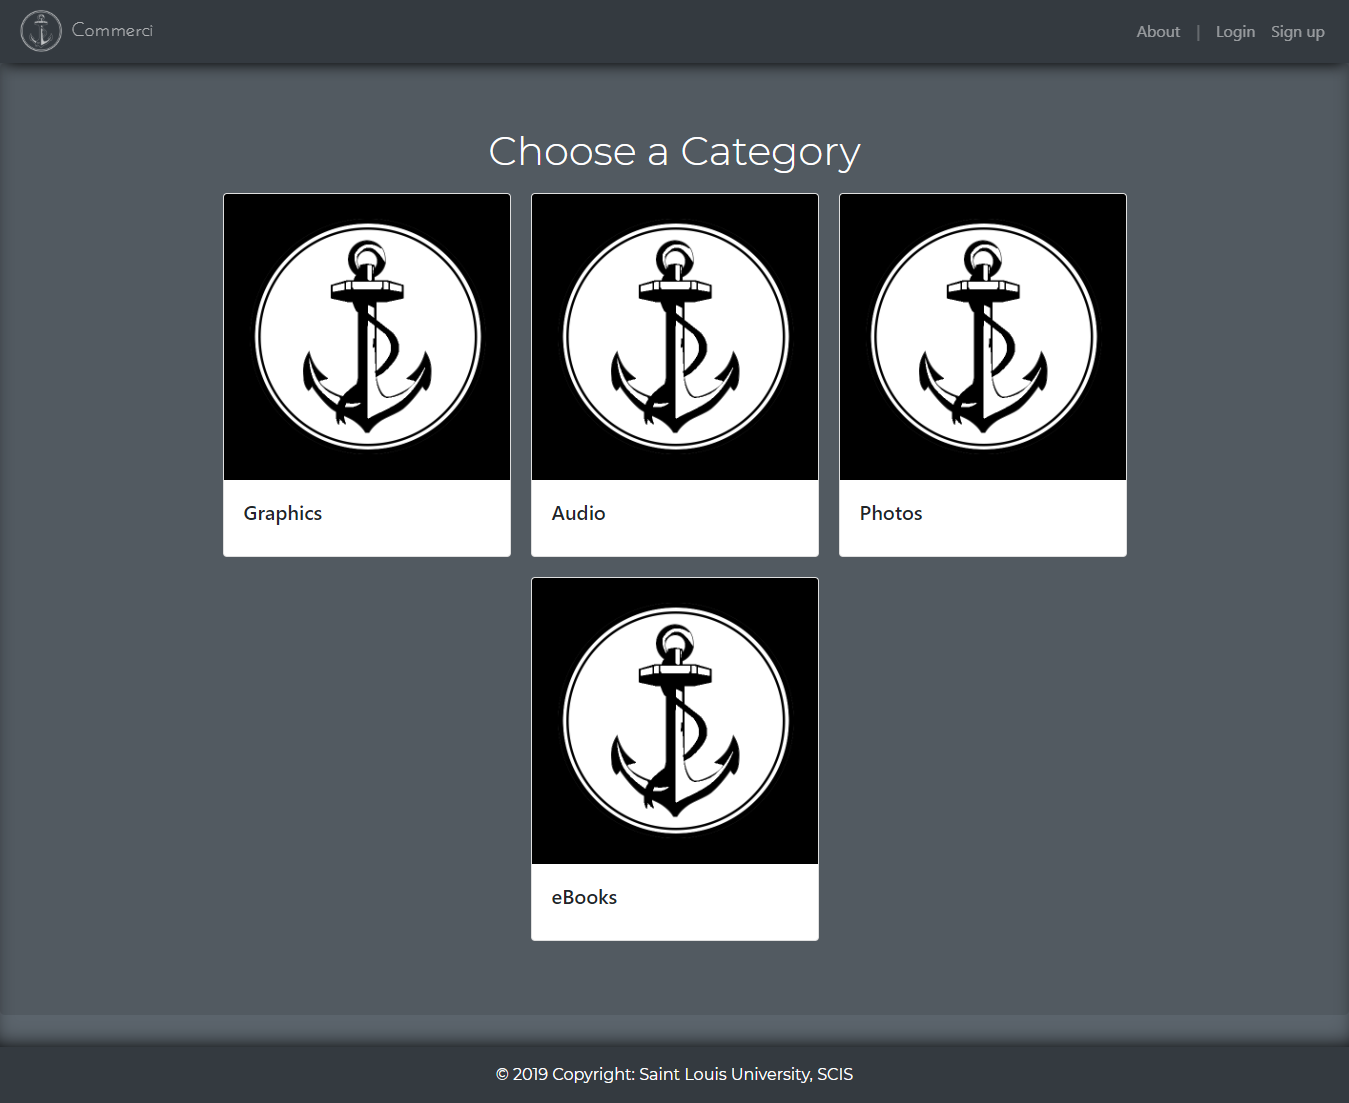 Commerci
About | Login Sign up
Choose a Category
Graphics
Audio
Photos
eBooks
© 2019 Copyright: Saint Louis University, SCIS